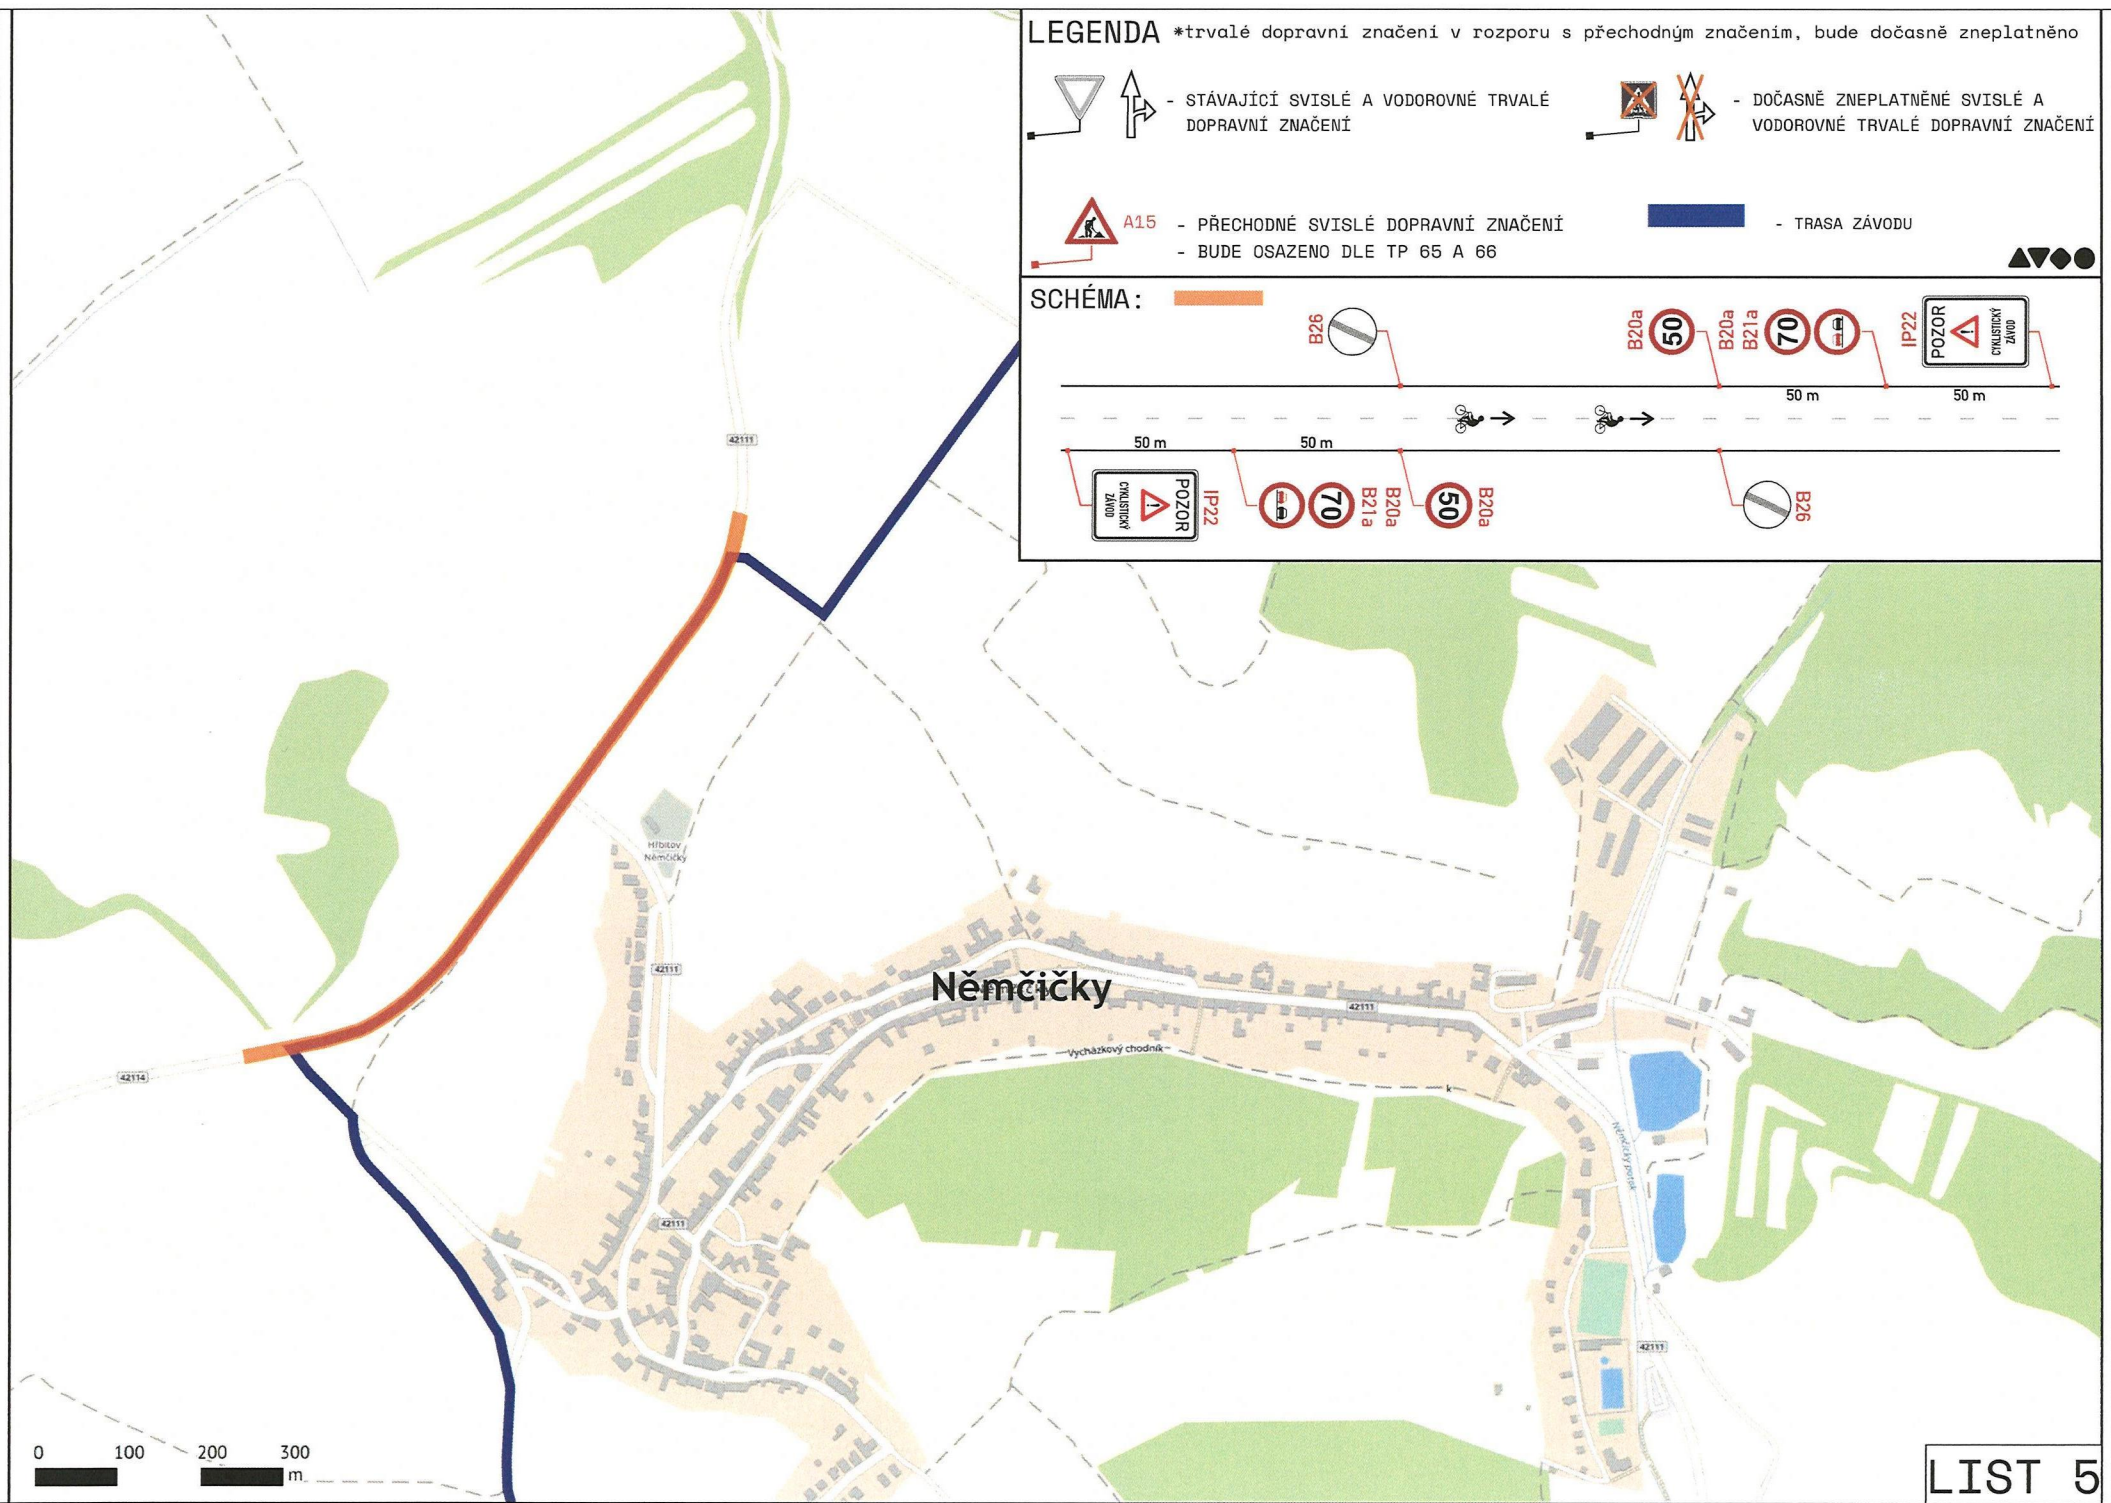 LEGENDA *trvalé dopravní značení v rozporu s přechodným značením, bude dočasně zneplatněno
- STÁVAJÍCÍ SVISLÉ A VODOROVNÉ TRVALÉ
DOPRAVNÍ ZNAČENÍ
- DOČASNĚ ZNEPLATNĚNÉ SVISLÉ A
VODOROVNÉ TRVALÉ DOPRAVNÍ ZNAČENÍ
A15
- PŘECHODNÉ SVISLÉ DOPRAVNÍ ZNAČENÍ
- BUDE OSAZENO DLE TP 65 A 66
- TRASA ZÁVODU
SCHÉMA:
B26
B20a
50
B20a
B21a
70
IP22
POZOR
CYKLISTICKÝ
ZÁVOD
50 m
50 m
50 m
50 m
CYKLISTICKÝ
ZÁVOD
POZOR
IP22
70
B21a
B20a
50
B20a
B26
42111
Hřbitov
Němčičky
42111
Němčičky
42111
Vycházkový chodník
k
42114
Němčický potok
42111
42111
0 100 200 300
m
LIST 5